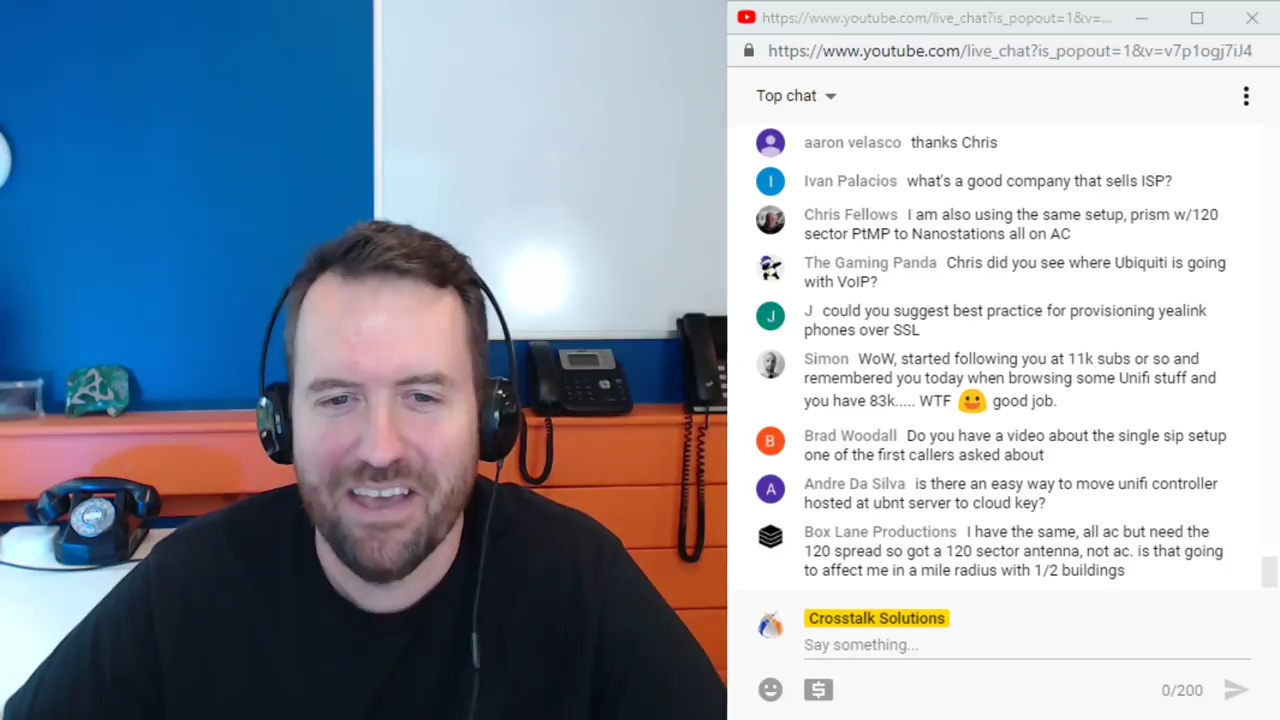 https://www.youtube.com/live_chat?is_popout=1&v=...
https://www.youtube.com/live_chat?is_popout=1&v=v7p1ogj7iJ4
Top chat
aaron velasco thanks Chris
I
Ivan Palacios what's a good company that sells ISP?
Chris Fellows I am also using the same setup, prism w/120
sector PtMP to Nanostations all on AC
The Gaming Panda Chris did you see where Ubiquiti is going
with VoIP?
J
J could you suggest best practice for provisioning yealink
phones over SSL
Simon WoW, started following you at 11k subs or so and
remembered you today when browsing some Unifi stuff and
you have 83k..... WTF 😀 good job.
B
Brad Woodall Do you have a video about the single sip setup
one of the first callers asked about
A
Andre Da Silva is there an easy way to move unifi controller
hosted at ubnt server to cloud key?
Box Lane Productions I have the same, all ac but need the
120 spread so got a 120 sector antenna, not ac. is that going
to affect me in a mile radius with 1/2 buildings
Crosstalk Solutions
Say something...
0/200